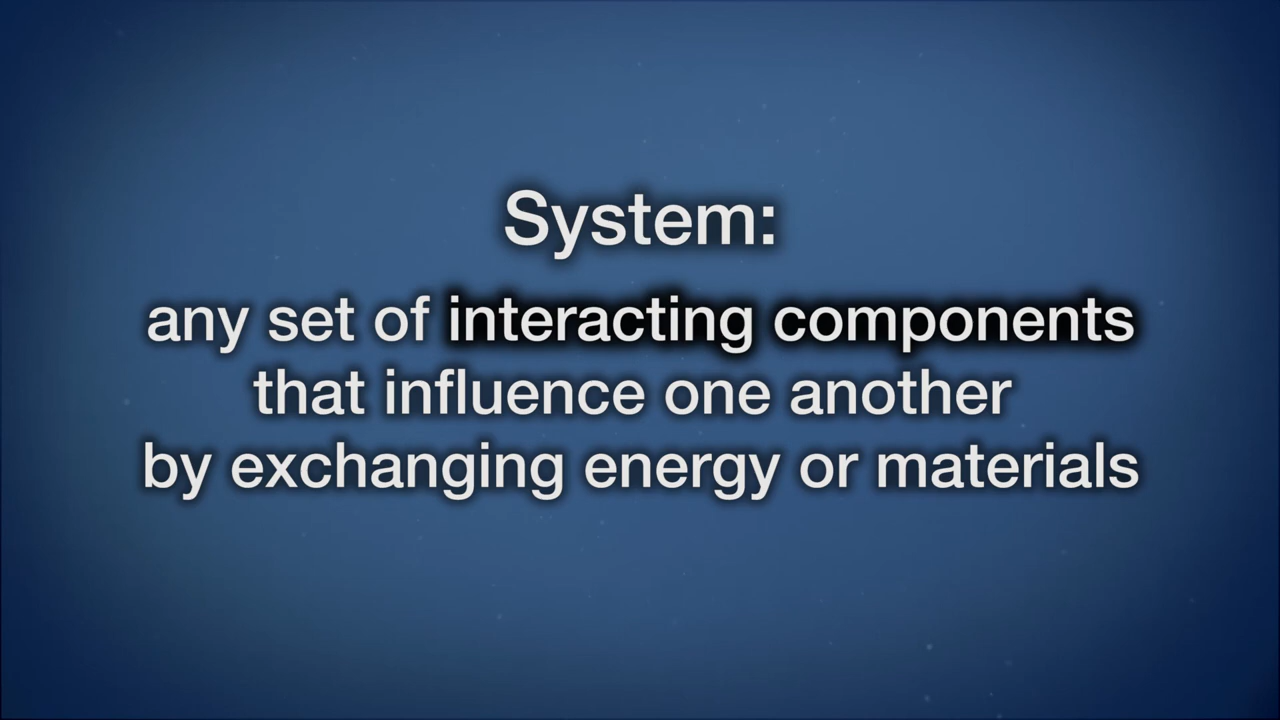 System:
any set of interacting components
that influence one another
by exchanging energy or materials